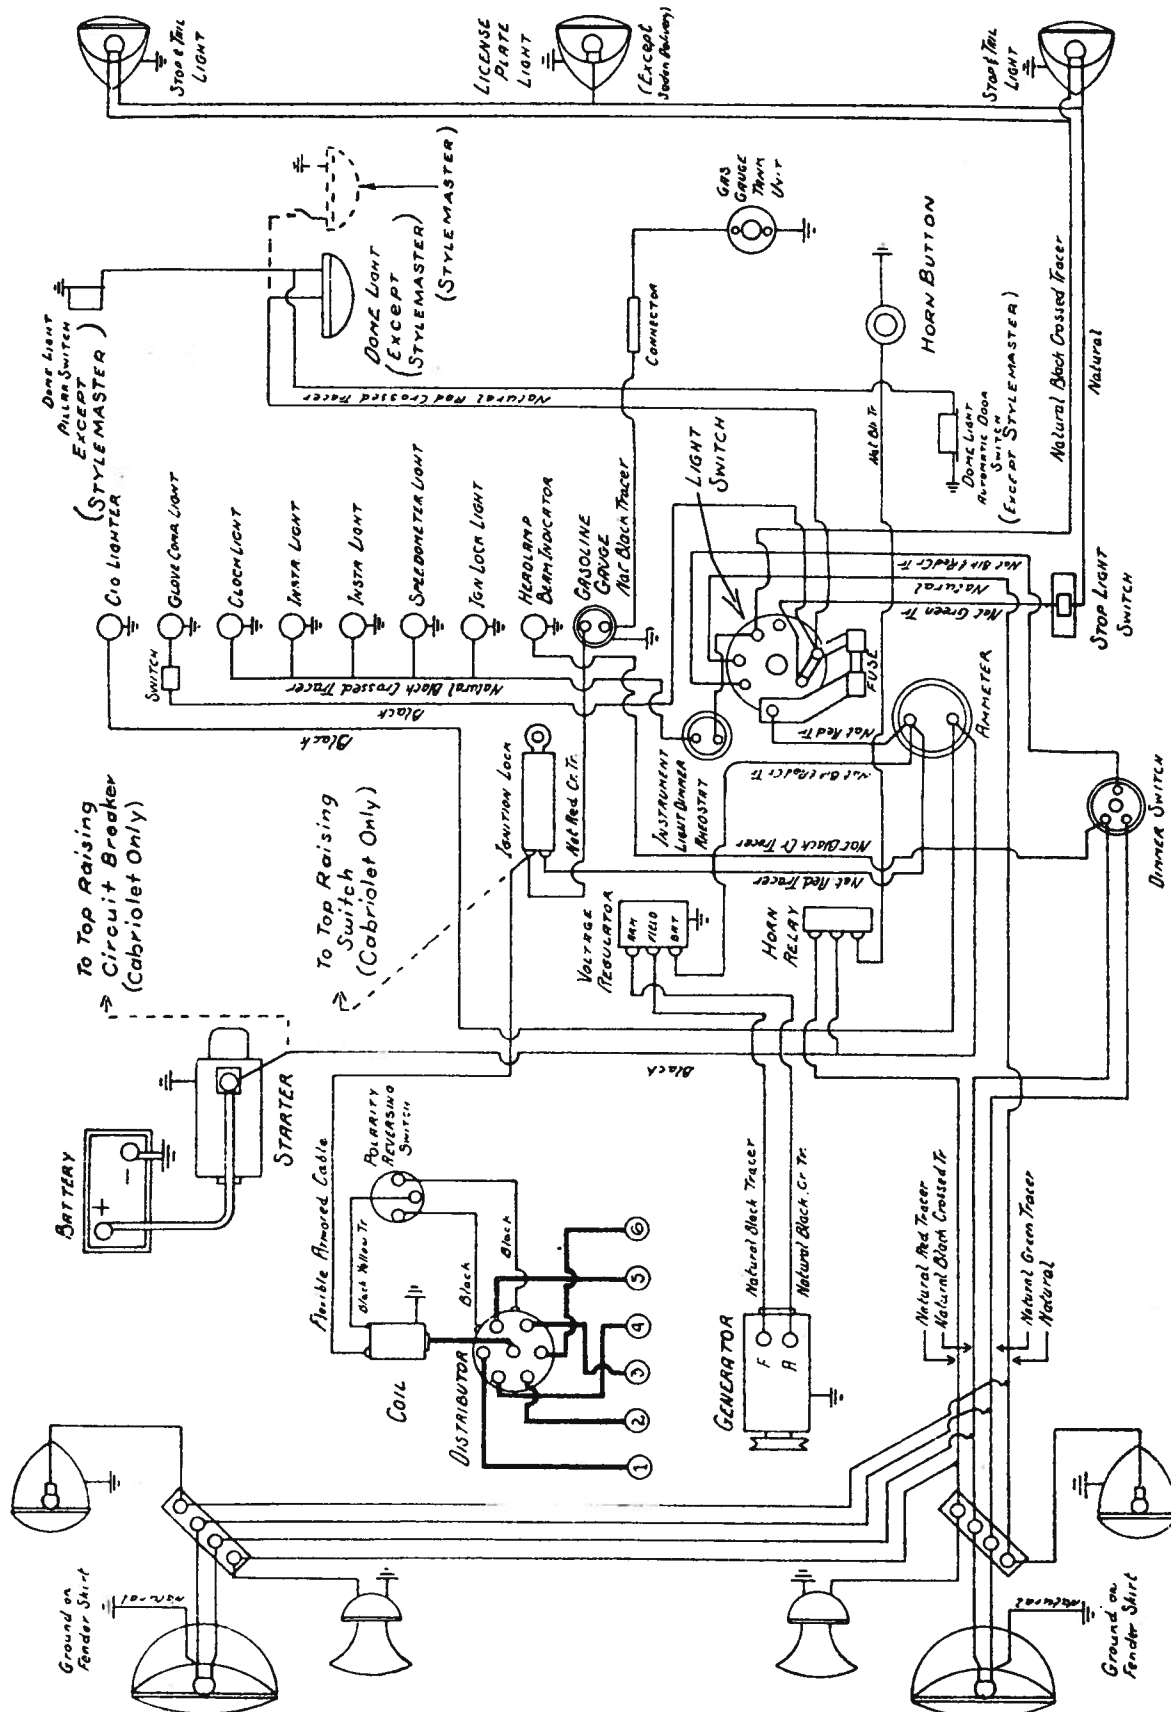 STOP & TAIL
LIGHT
LICENSE
PLATE
LIGHT
(Except
Sedan Delivery)
STOP & TAIL
LIGHT
DOME LIGHT
PILLAR SWITCH
EXCEPT
(STYLEMASTER)
DOME LIGHT
(EXCEPT
STYLEMASTER)
(STYLEMASTER)
GAS
GAUGE
TANK
UNIT
CONNECTOR
HORN BUTTON
Natural Red Crossed Tracer
Nat Blk Tr
DOME LIGHT
AUTOMATIC DOOR
SWITCH
(EXCEPT STYLEMASTER)
Natural Black Crossed Tracer
Natural
CIG LIGHTER
GLOVE COMP. LIGHT
CLOCK LIGHT
INSTR LIGHT
INSTR LIGHT
SPEEDOMETER LIGHT
IGN LOCK LIGHT
HEADLAMP
BEAM INDICATOR
GASOLINE
GAUGE
Nat Black Tracer
LIGHT
SWITCH
SWITCH
Natural Black Crossed Tracer
Black
Black
Nat Blk & Red Cr Tr
Natural
Nat Green Tr
STOP LIGHT
SWITCH
FUSE
AMMETER
Nat Red Tr
Nat Blk & Red Cr Tr
INSTRUMENT
LIGHT DIMMER
RHEOSTAT
IGNITION LOCK
Nat Red Cr. Tr.
Nat Black Cr Tracer
Nat Red Tracer
DIMMER SWITCH
To Top Raising
Circuit Breaker
(Cabriolet Only)
To Top Raising
Switch
(Cabriolet Only)
VOLTAGE
REGULATOR
ARM
FIELD
BAT
HORN
RELAY
BATTERY
+
-
STARTER
Black
Flexible Armored Cable
POLARITY
REVERSING
SWITCH
Black Yellow Tr
Black
Black
COIL
DISTRIBUTOR
1
2
3
4
5
6
Natural Black Tracer
Natural Black. Cr Tr.
GENERATOR
F
A
Natural Red Tracer
Natural Black Crossed Tr
Natural Green Tracer
Natural
Ground on
Fender Skirt
Natural
Natural
Ground on
Fender Skirt